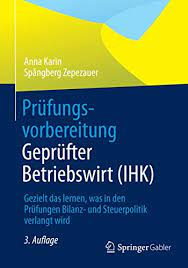 Anna Karin
Spångberg Zepezauer
Prüfungs-
vorbereitung
Geprüfter
Betriebswirt (IHK)
Gezielt das lernen, was in den
Prüfungen Bilanz- und Steuerpolitik
verlangt wird
3. Auflage
Springer Gabler